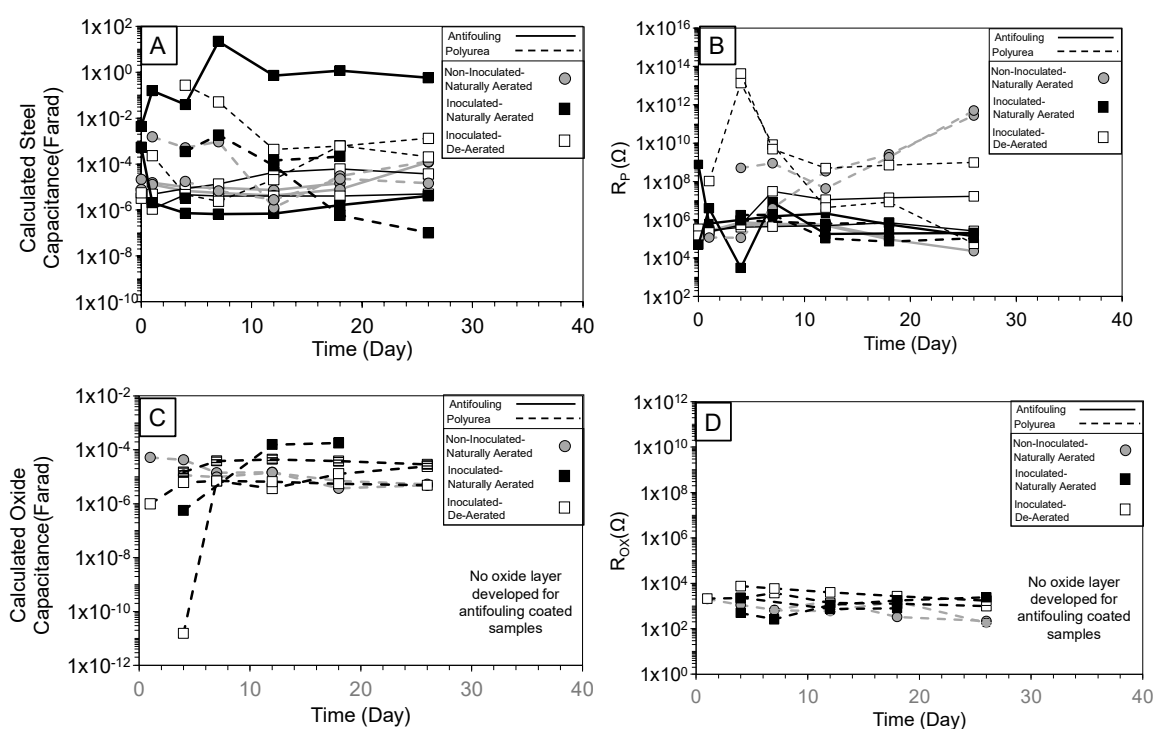 A
Calculated Steel
Capacitance(Farad)
1x10^2
1x10^0
1x10^-2
1x10^-4
1x10^-6
1x10^-8
1x10^-10
0
10
20
30
40
Time (Day)
Antifouling
Polyurea
Non-Inoculated-
Naturally Aerated
Inoculated-
Naturally Aerated
Inoculated-
De-Aerated
B
R_P (Ω)
1x10^16
1x10^14
1x10^12
1x10^10
1x10^8
1x10^6
1x10^4
1x10^2
0
10
20
30
40
Time (Day)
Antifouling
Polyurea
Non-Inoculated-
Naturally Aerated
Inoculated-
Naturally Aerated
Inoculated-
De-Aerated
C
Calculated Oxide
Capacitance(Farad)
1x10^-2
1x10^-4
1x10^-6
1x10^-8
1x10^-10
1x10^-12
0
10
20
30
40
Time (Day)
Antifouling
Polyurea
Non-Inoculated-
Naturally Aerated
Inoculated-
Naturally Aerated
Inoculated-
De-Aerated
No oxide layer
developed for
antifouling coated
samples
D
R_OX(Ω)
1x10^12
1x10^10
1x10^8
1x10^6
1x10^4
1x10^2
1x10^0
0
10
20
30
40
Time (Day)
Antifouling
Polyurea
Non-Inoculated-
Naturally Aerated
Inoculated-
Naturally Aerated
Inoculated-
De-Aerated
No oxide layer
developed for
antifouling coated
samples